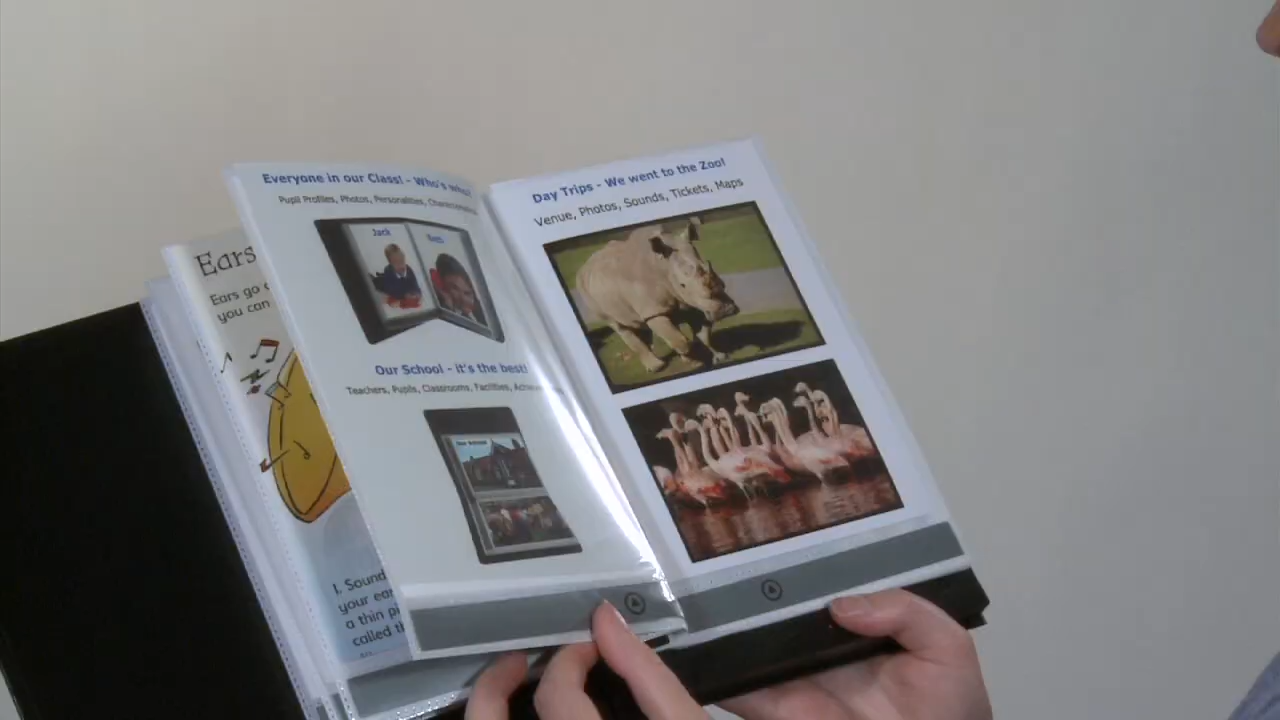 Ears
Ears go
you can
1. Sound
your ear
a thin
called
Everyone in our Class! - Who's who?
Pupil Profiles, Photos, Personalities,
Jack
Our School - it's the best!
Teachers, Pupils, Classrooms, Facilities,
Day Trips - We went to the Zoo!
Venue, Photos, Sounds, Tickets, Maps